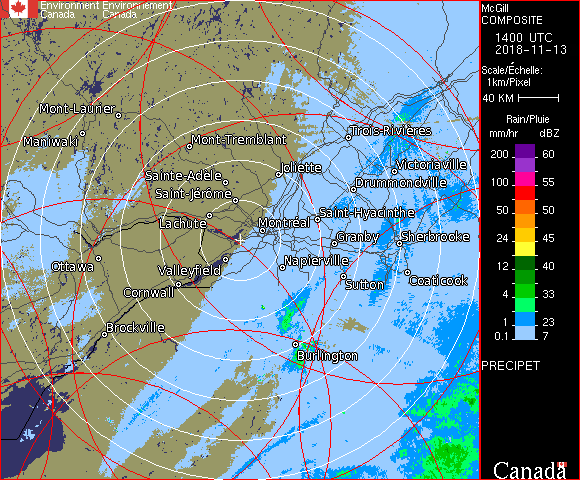 Environment Environnement
Canada Canada
McGill
COMPOSITE
1400 UTC
2018-11-13
Scale/Échelle:
1km/Pixel
40 KM
Rain/Pluie
mm/hr dBZ
200 60
100 55
50 50
24 45
12 40
4 33
1 23
0.1 7
PRECIPET
Canada
Mont-Laurier
Maniwaki
Mont-Tremblant
Trois-Rivières
Joliette
Victoriaville
Sainte-Adèle
Drummondville
Saint-Jérôme
Saint-Hyacinthe
Lachute
Montréal
Granby
Sherbrooke
Ottawa
Valleyfield
Napierville
Coaticook
Sutton
Cornwall
Brockville
Burlington